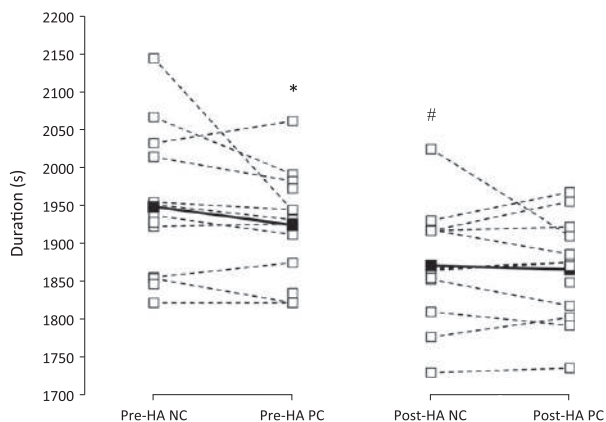 2200
2150
2100
2050
2000
1950
1900
1850
1800
1750
1700
Duration (s)
*
#
Pre-HA NC
Pre-HA PC
Post-HA NC
Post-HA PC